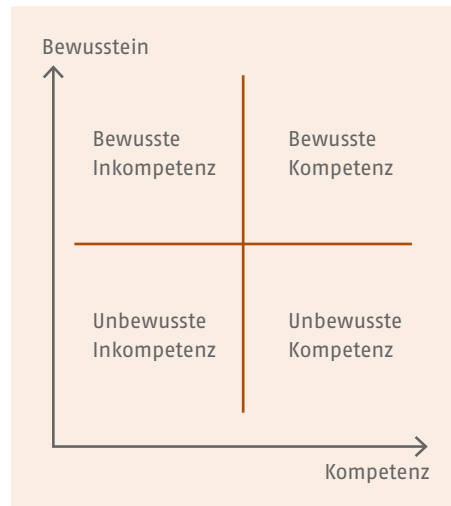 Bewusstein
Bewusste
Inkompetenz
Bewusste
Kompetenz
Unbewusste
Inkompetenz
Unbewusste
Kompetenz
Kompetenz